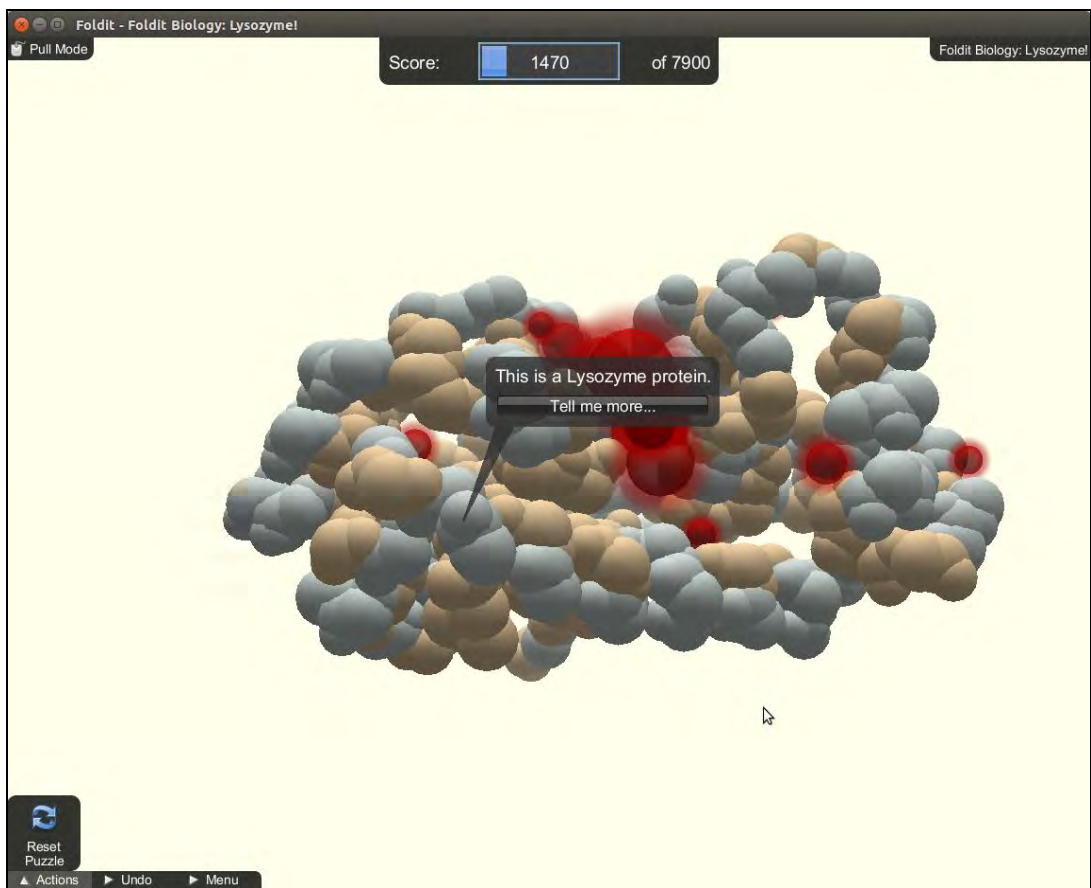 Foldit - Foldit Biology: Lysozyme!
Pull Mode
Score: 1470 of 7900
Foldit Biology: Lysozyme!
This is a Lysozyme protein.
Tell me more...
Reset
Puzzle
▲ Actions ► Undo ► Menu